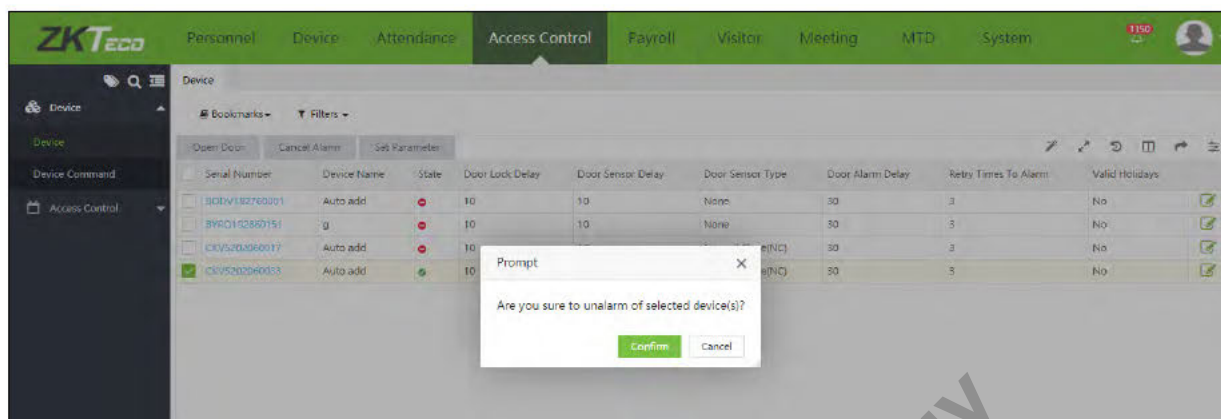 ZKTeco Personnel Device Attendance Access Control Payroll Visitor Meeting MTD System 1150
Device
Device
Bookmarks Filters
Device
Open Door Cancel Alarm Set Parameter
Device Command
Serial Number Device Name State Door Lock Delay Door Sensor Delay Door Sensor Type Door Alarm Delay Retry Times To Alarm Valid Holidays
Access Control
Auto add 10 10 None 30 3 No
g 10 10 None 30 3 No
Auto add 10 e(NC) 30 3 No
Auto add 10 e(NC) 30 3 No
Prompt
Are you sure to unalarm of selected device(s)?
Confirm Cancel